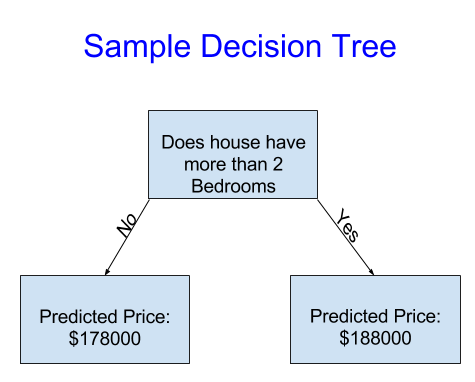 Sample Decision Tree
Does house have
more than 2
Bedrooms
No
Yes
Predicted Price:
$178000
Predicted Price:
$188000